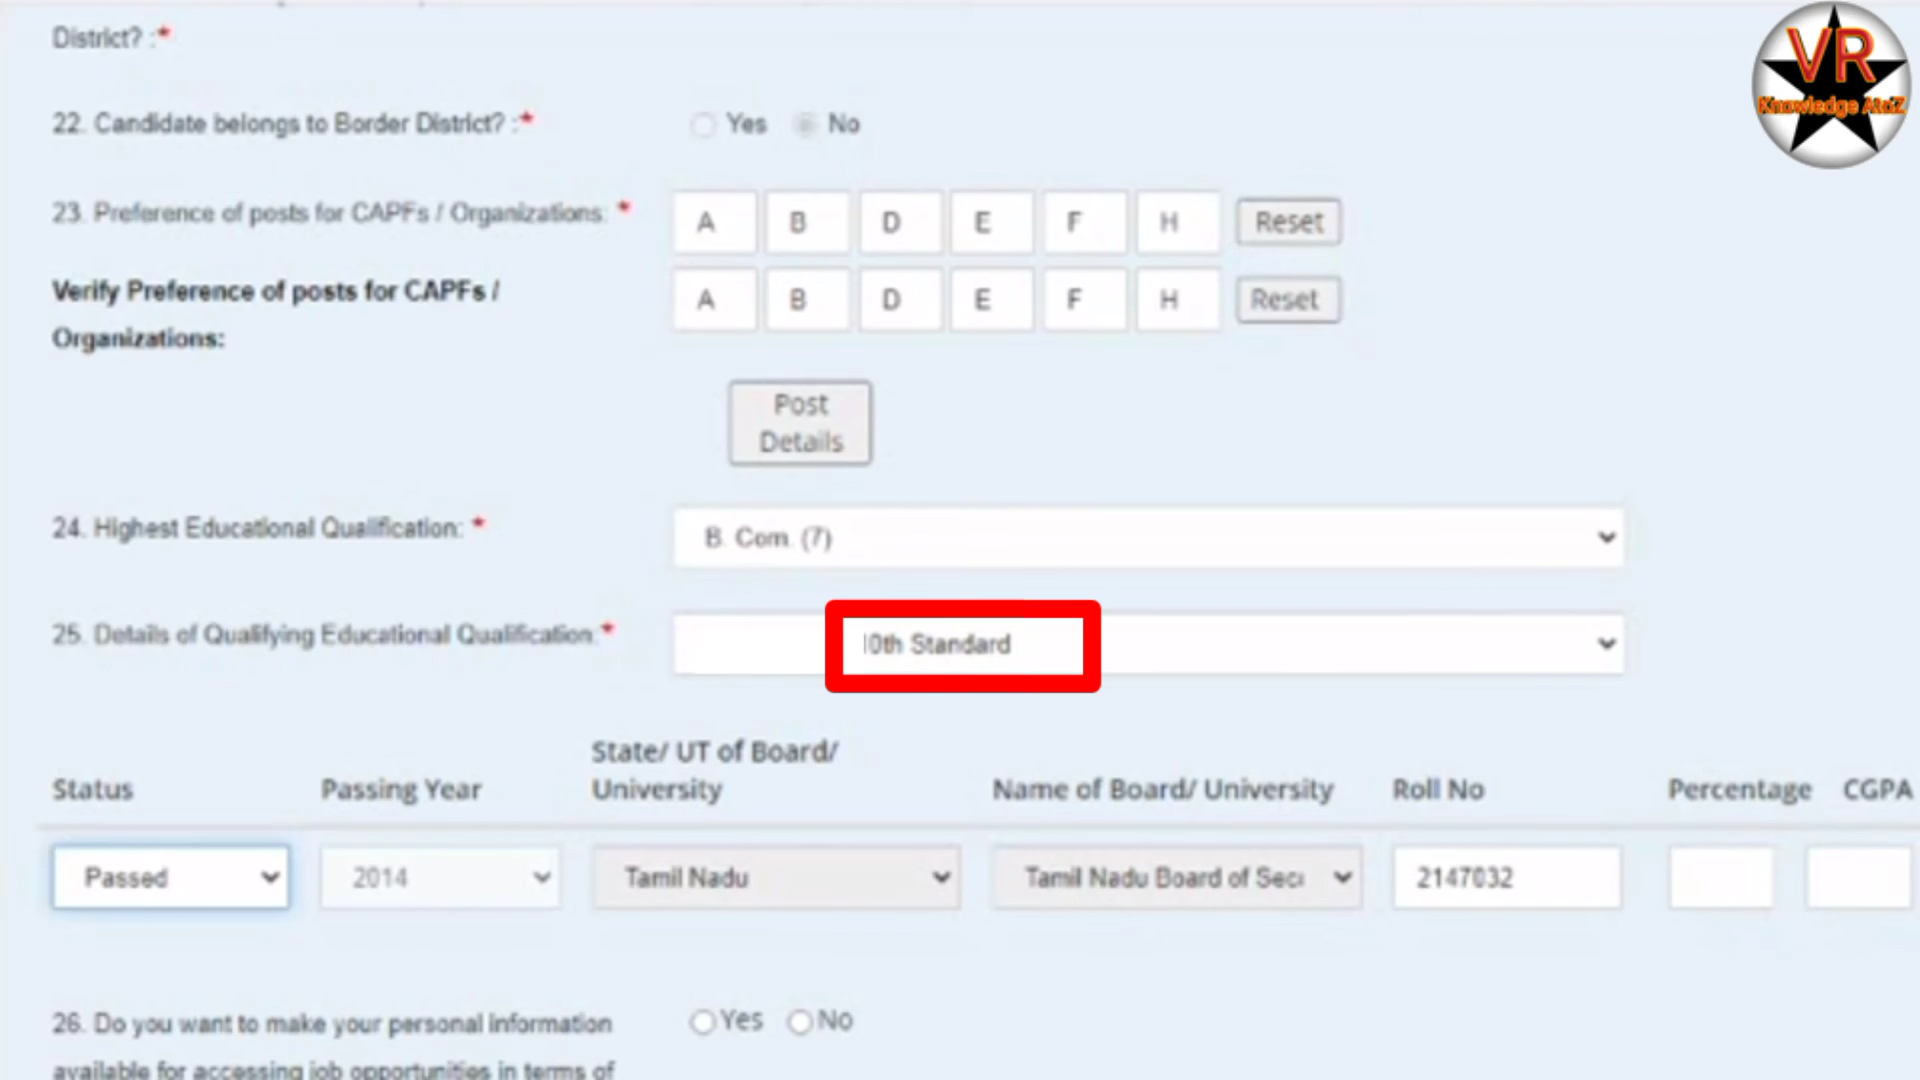 District? :*
VR
Knowledge AtoZ
22. Candidate belongs to Border District? :* Yes No
23. Preference of posts for CAPFs / Organizations: * A B D E F H Reset
Verify Preference of posts for CAPFs / A B D E F H Reset
Organizations:
Post
Details
24. Highest Educational Qualification: * B. Com. (7)
25. Details of Qualifying Educational Qualification:* 10th Standard
State/ UT of Board/
Status Passing Year University Name of Board/ University Roll No Percentage CGPA
Passed 2014 Tamil Nadu Tamil Nadu Board of Seco 2147032
26. Do you want to make your personal information Yes No
available for accessing job opportunities in terms of